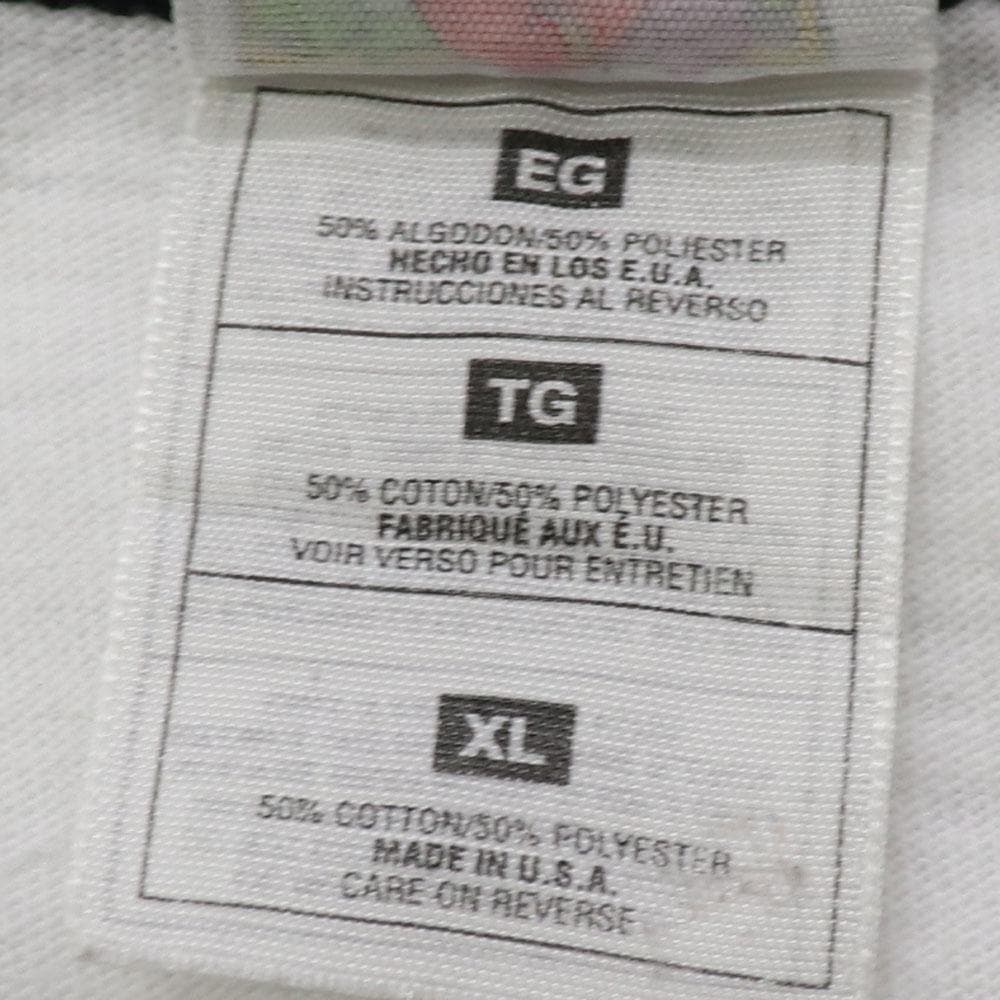 EG
50% ALGODON/50% POLIESTER
HECHO EN LOS E.U.A.
INSTRUCCIONES AL REVERSO
TG
50% COTON/50% POLYESTER
FABRIQUÉ AUX É.U.
VOIR VERSO POUR ENTRETIEN
XL
50% COTTON/50% POLYESTER
MADE IN U.S.A.
CARE ON REVERSE